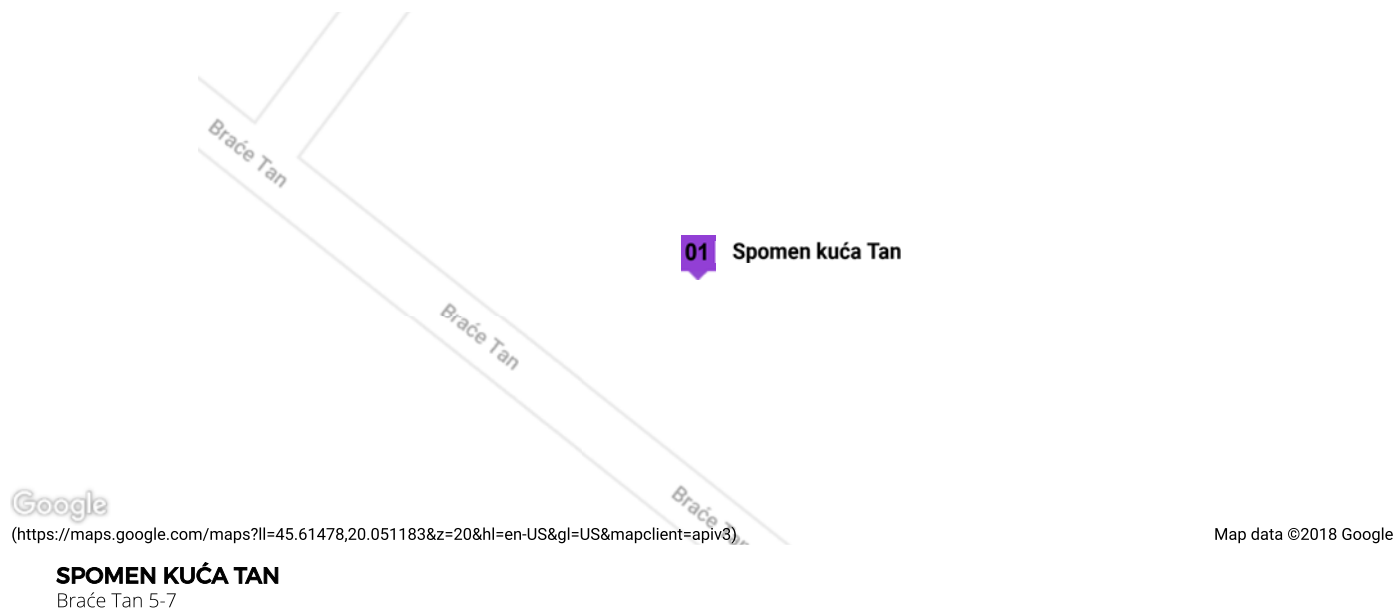 Braće Tan
01 Spomen kuća Tan
Braće Tan
Braće Tan
Google
(https://maps.google.com/maps?ll=45.61478,20.051183&z=20&hl=en-US&gl=US&mapclient=apiv3)
Map data ©2018 Google
SPOMEN KUĆA TAN
Braće Tan 5-7